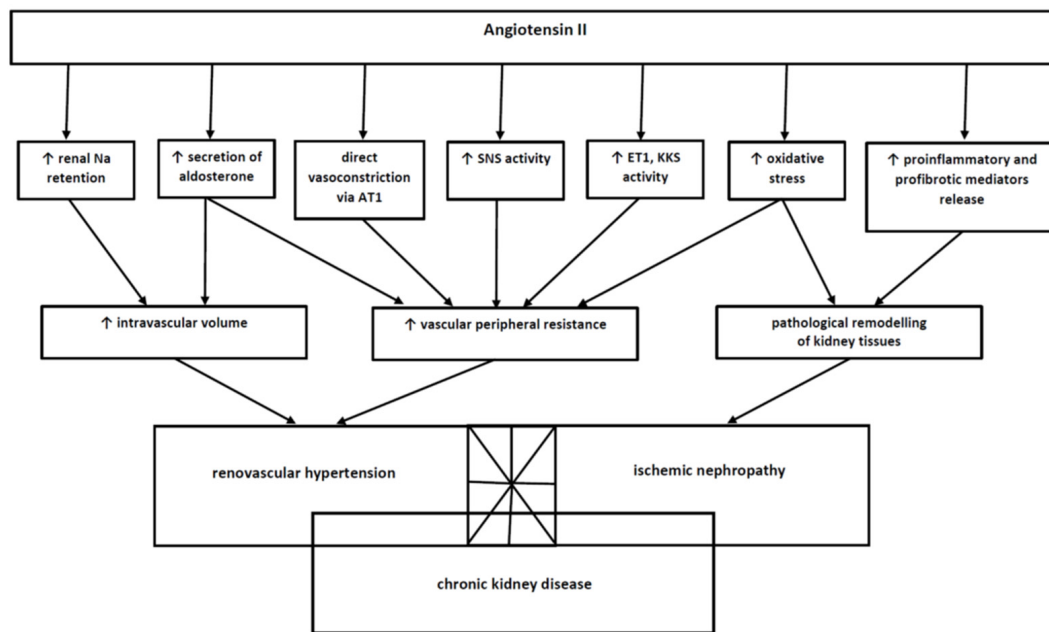 Angiotensin II
↑ renal Na
retention
↑ secretion of
aldosterone
direct
vasoconstriction
via AT1
↑ SNS activity
↑ ET1, KKS
activity
↑ oxidative
stress
↑ proinflammatory and
profibrotic mediators
release
↑ intravascular volume
↑ vascular peripheral resistance
pathological remodelling
of kidney tissues
renovascular hypertension
ischemic nephropathy
chronic kidney disease